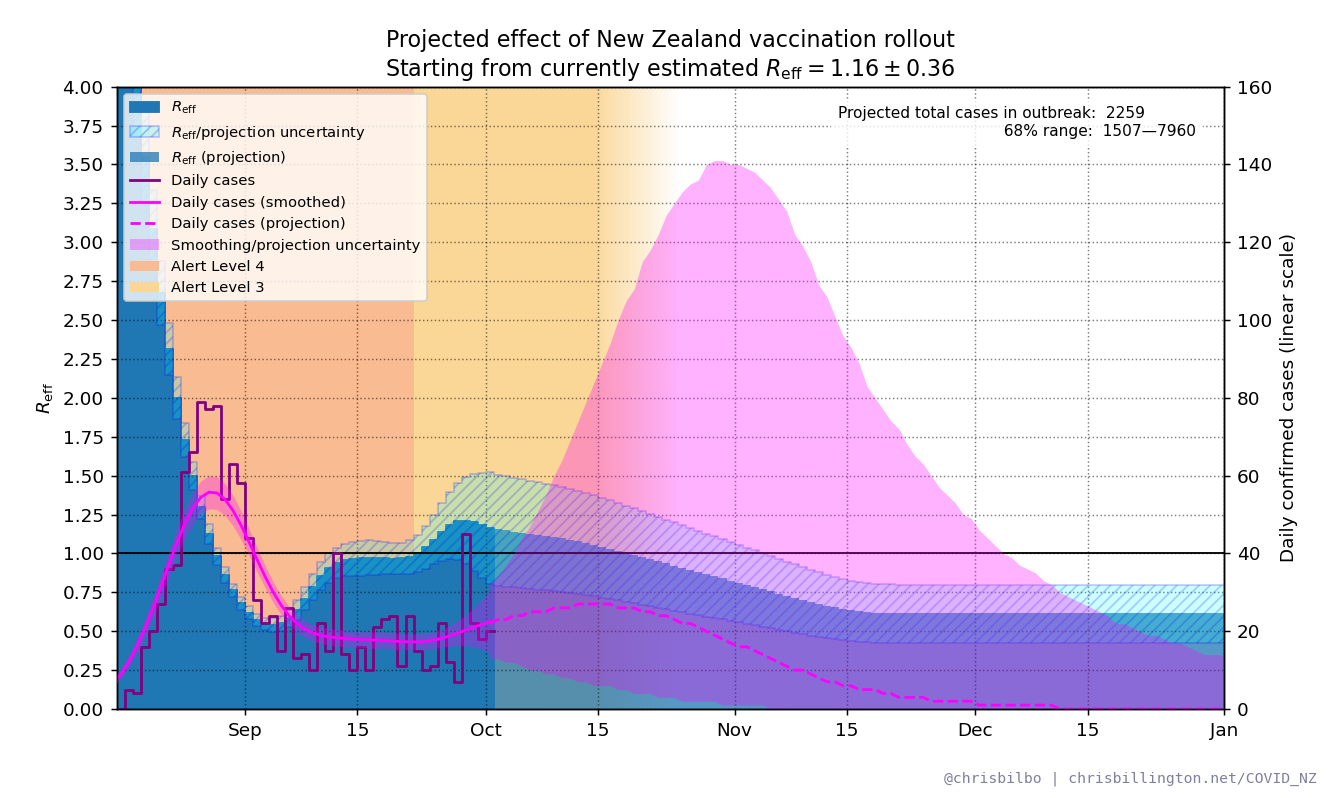 Projected effect of New Zealand vaccination rollout
Starting from currently estimated R_eff = 1.16 ± 0.36
Projected total cases in outbreak: 2259
68% range: 1507—7960
R_eff
R_eff/projection uncertainty
R_eff (projection)
Daily cases
Daily cases (smoothed)
Daily cases (projection)
Smoothing/projection uncertainty
Alert Level 4
Alert Level 3
4.00
3.75
3.50
3.25
3.00
2.75
2.50
2.25
2.00
1.75
1.50
1.25
1.00
0.75
0.50
0.25
0.00
R_eff
160
140
120
100
80
60
40
20
0
Daily confirmed cases (linear scale)
Sep 15 Oct 15 Nov 15 Dec 15 Jan
@chrisbilbo | chrisbillington.net/COVID_NZ